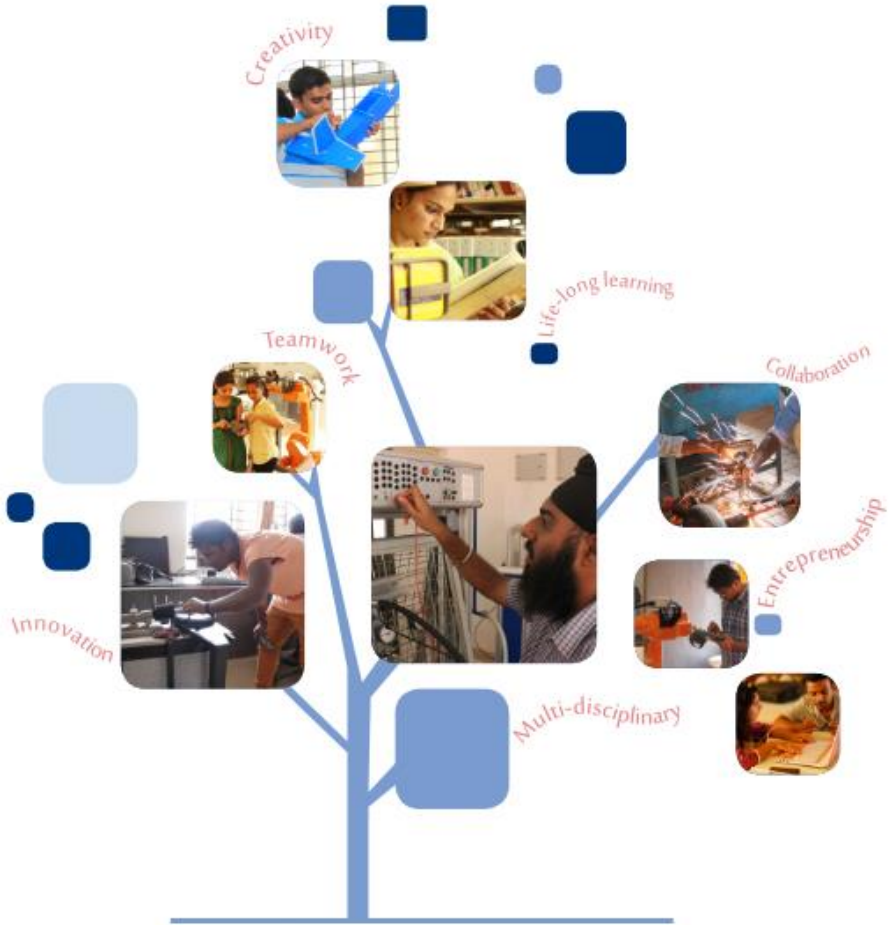 Creativity
Life-long learning
Teamwork
Collaboration
Entrepreneurship
Innovation
Multi-disciplinary